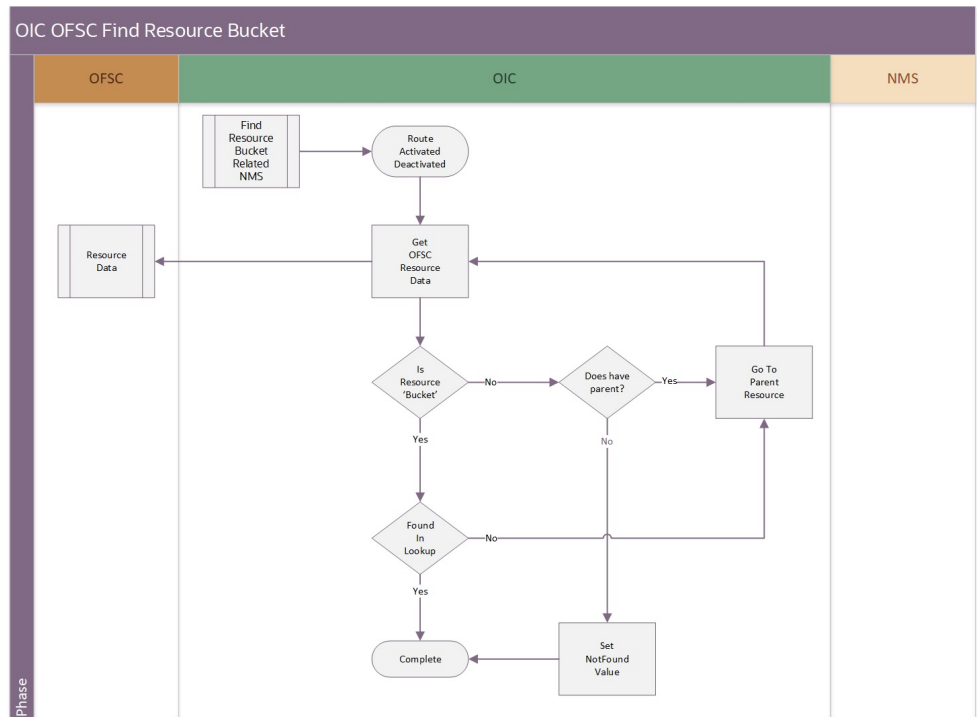 OIC OFSC Find Resource Bucket
OFSC
OIC
NMS
Find
Resource
Bucket
Related
NMS
Route
Activated
Deactivated
Resource
Data
Get
OFSC
Resource
Data
Is
Resource
‘Bucket’
No
Does have
parent?
Yes
Go To
Parent
Resource
Yes
No
Found
In
Lookup
No
Yes
Complete
Set
NotFound
Value
Phase